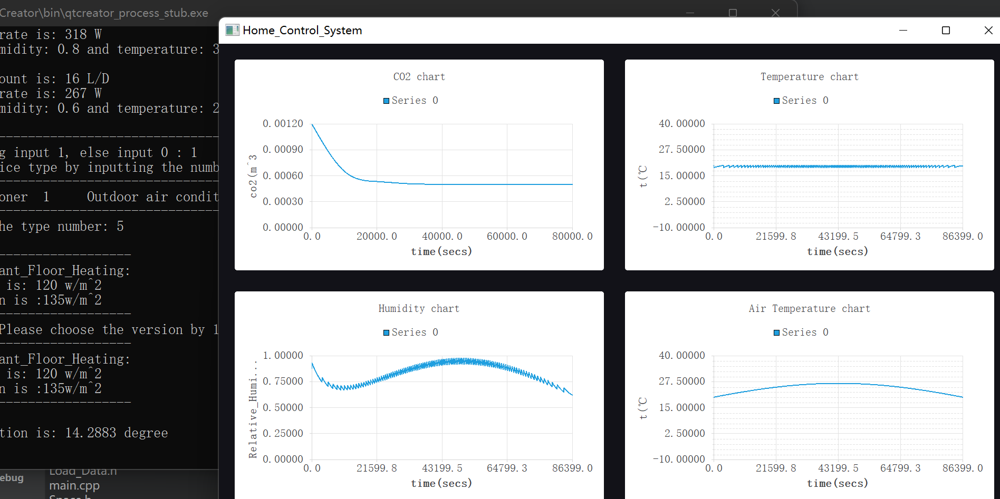 Creator\bin\qtcreator_process_stub.exe
rate is: 318 W
midity: 0.8 and temperature: 3
ount is: 16 L/D
rate is: 267 W
midity: 0.6 and temperature: 2
g input 1, else input 0 : 1
ice type by inputting the numb
oner 1 Outdoor air condit
he type number: 5
ant_Floor_Heating:
is: 120 w/m^2
n is :135w/m^2
Please choose the version by 1
ant_Floor_Heating:
is: 120 w/m^2
n is :135w/m^2
tion is: 14.2883 degree
ebug
Load_Data.h
main.cpp
Space.h
Home_Control_System
CO2 chart
Series 0
0.00120
0.00090
0.00060
0.00030
0.00000
co2(m^3
0.0 20000.0 40000.0 60000.0 80000.0
time(secs)
Temperature chart
Series 0
40.00000
27.50000
15.00000
2.50000
-10.00000
t(℃
0.0 21599.8 43199.5 64799.3 86399.0
time(secs)
Humidity chart
Series 0
1.00000
0.75000
0.50000
0.25000
0.00000
Relative_Humi...
0.0 21599.8 43199.5 64799.3 86399.0
time(secs)
Air Temperature chart
Series 0
40.00000
27.50000
15.00000
2.50000
-10.00000
t(℃
0.0 21599.8 43199.5 64799.3 86399.0
time(secs)